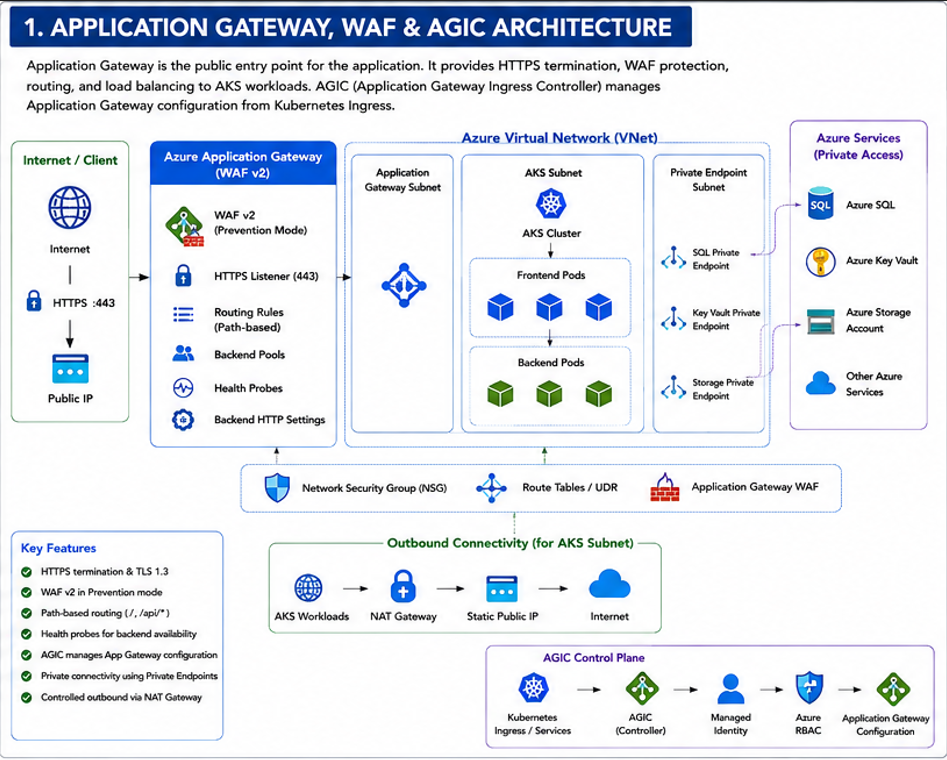 1. APPLICATION GATEWAY, WAF & AGIC ARCHITECTURE
Application Gateway is the public entry point for the application. It provides HTTPS termination, WAF protection,
routing, and load balancing to AKS workloads. AGIC (Application Gateway Ingress Controller) manages
Application Gateway configuration from Kubernetes Ingress.
Internet / Client
Internet
HTTPS :443
Public IP
Azure Application Gateway
(WAF v2)
WAF v2
(Prevention Mode)
HTTPS Listener (443)
Routing Rules
(Path-based)
Backend Pools
Health Probes
Backend HTTP Settings
Azure Virtual Network (VNet)
Application
Gateway Subnet
AKS Subnet
AKS Cluster
Frontend Pods
Backend Pods
Private Endpoint
Subnet
SQL Private
Endpoint
Key Vault Private
Endpoint
Storage Private
Endpoint
Azure Services
(Private Access)
SQL
Azure SQL
Azure Key Vault
Azure Storage
Account
Other Azure
Services
Network Security Group (NSG)
Route Tables / UDR
Application Gateway WAF
Key Features
HTTPS termination & TLS 1.3
WAF v2 in Prevention mode
Path-based routing (/, /api/*)
Health probes for backend availability
AGIC manages App Gateway configuration
Private connectivity using Private Endpoints
Controlled outbound via NAT Gateway
Outbound Connectivity (for AKS Subnet)
AKS Workloads
NAT Gateway
Static Public IP
Internet
AGIC Control Plane
Kubernetes
Ingress / Services
AGIC
(Controller)
Managed
Identity
Azure
RBAC
Application Gateway
Configuration